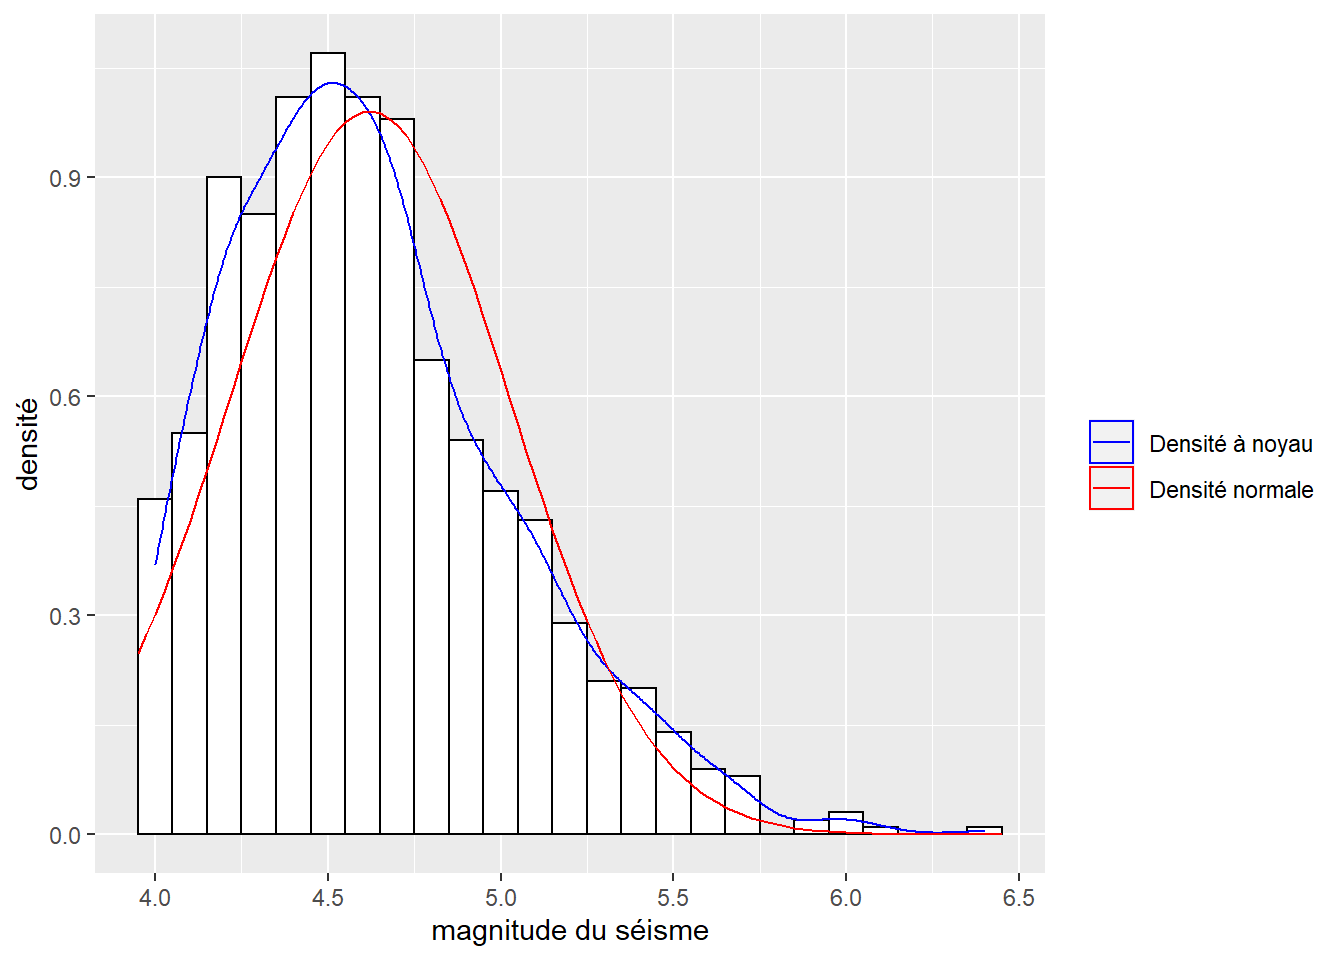 densité
0.9
0.6
0.3
0.0
4.0 4.5 5.0 5.5 6.0 6.5
magnitude du séisme
Densité à noyau
Densité normale